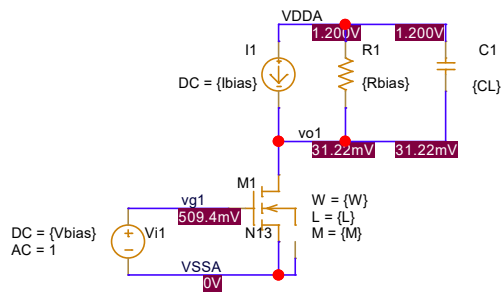 VDDA
1.200V 1.200V
I1 R1 C1
DC = {Ibias} {Rbias} {CL}
vo1
31.22mV 31.22mV
M1
vg1
509.4mV
W = {W}
L = {L}
M = {M}
N13
DC = {Vbias} Vi1
AC = 1
VSSA
0V